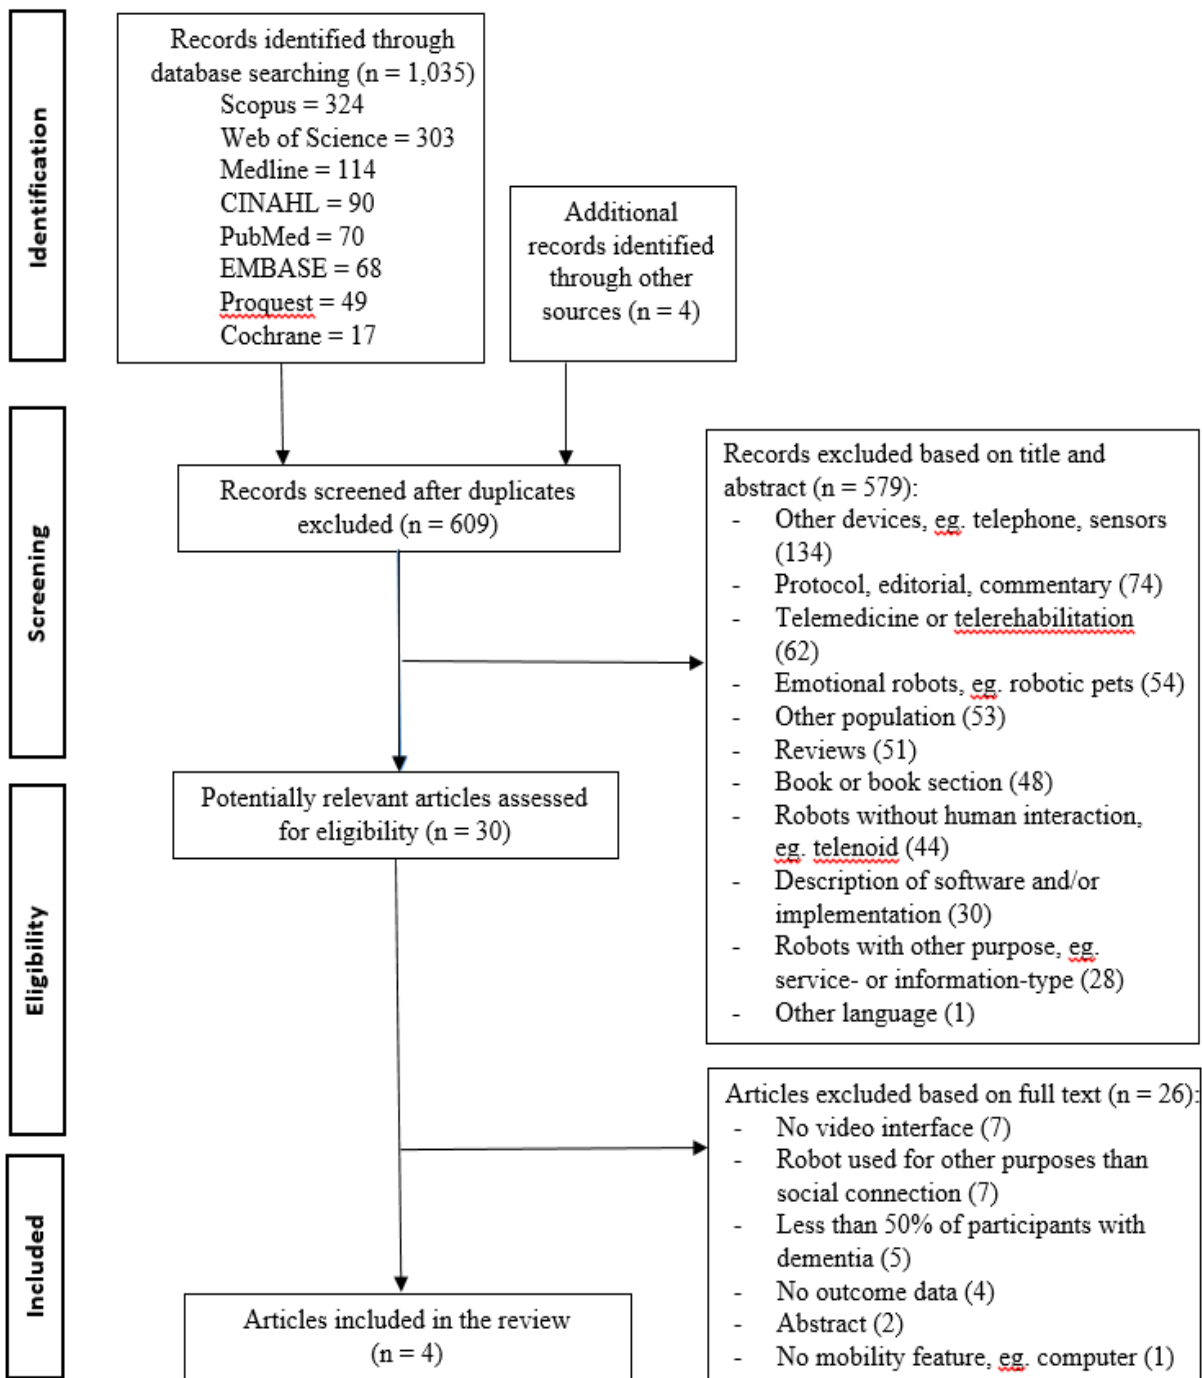 Identification
Records identified through
database searching (n = 1,035)
Scopus = 324
Web of Science = 303
Medline = 114
CINAHL = 90
PubMed = 70
EMBASE = 68
Proquest = 49
Cochrane = 17
Additional
records identified
through other
sources (n = 4)
Screening
Records screened after duplicates
excluded (n = 609)
Records excluded based on title and
abstract (n = 579):
- Other devices, eg. telephone, sensors
(134)
- Protocol, editorial, commentary (74)
- Telemedicine or telerehabilitation
(62)
- Emotional robots, eg. robotic pets (54)
- Other population (53)
- Reviews (51)
- Book or book section (48)
- Robots without human interaction,
eg. telenoid (44)
- Description of software and/or
implementation (30)
- Robots with other purpose, eg.
service- or information-type (28)
- Other language (1)
Eligibility
Potentially relevant articles assessed
for eligibility (n = 30)
Articles excluded based on full text (n = 26):
- No video interface (7)
- Robot used for other purposes than
social connection (7)
- Less than 50% of participants with
dementia (5)
- No outcome data (4)
- Abstract (2)
- No mobility feature, eg. computer (1)
Included
Articles included in the review
(n = 4)